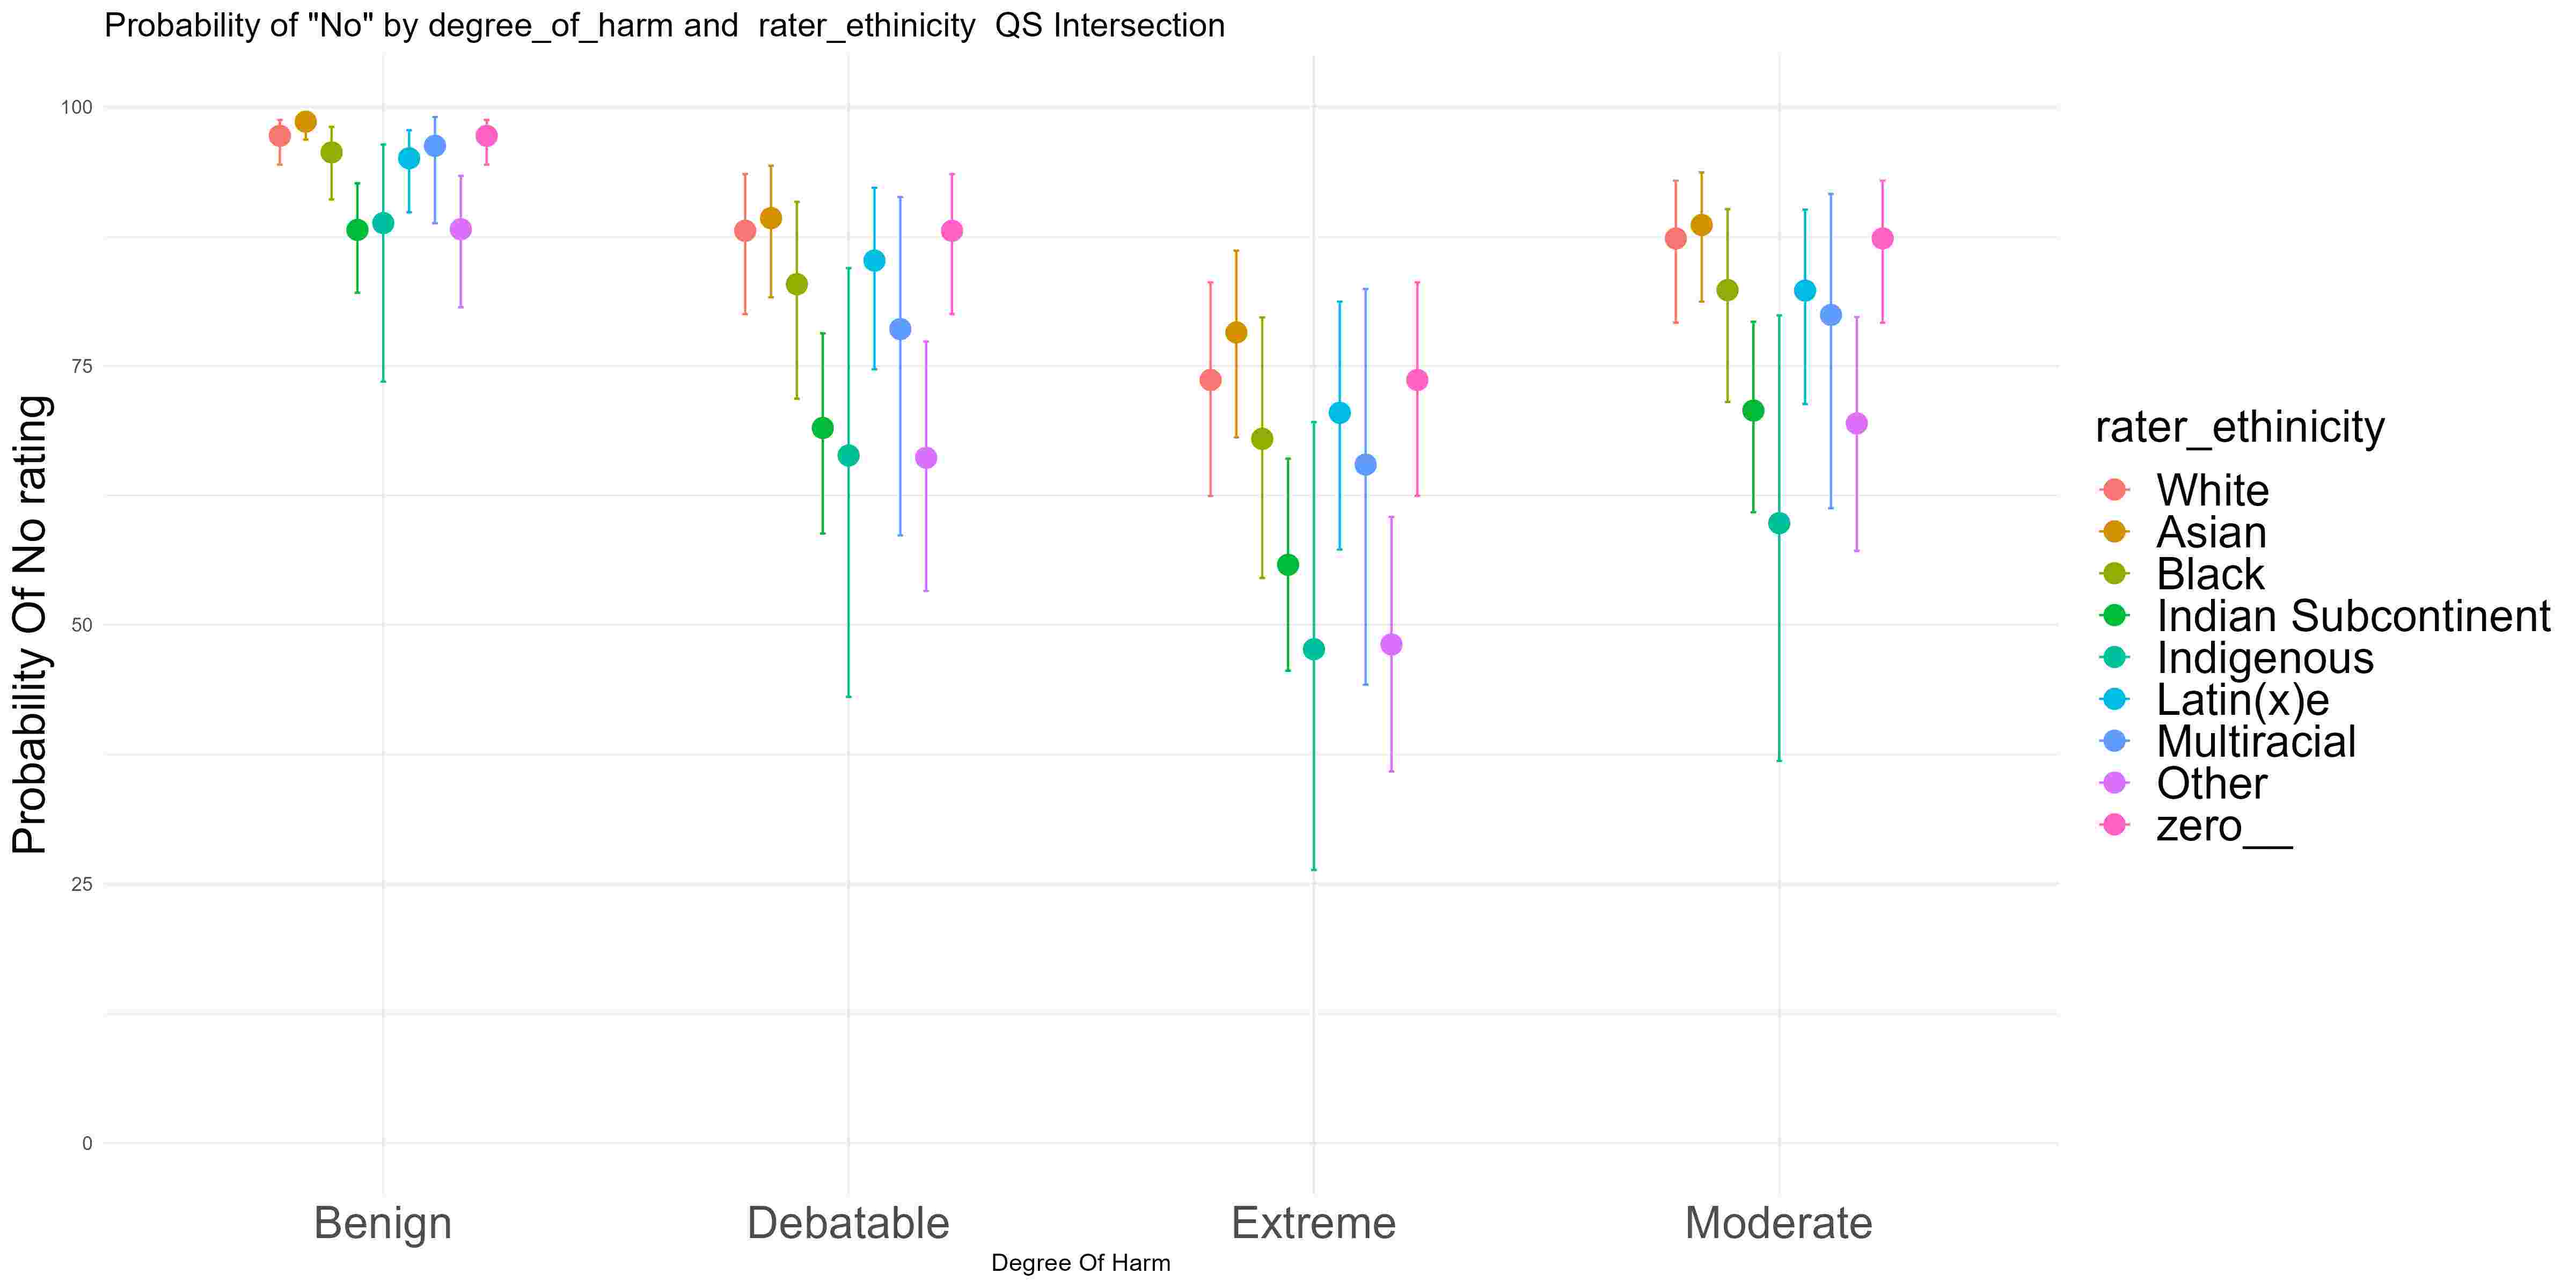 Probability of "No" by degree_of_harm and  rater_ethinicity  QS Intersection
Probability Of No rating
100
75
50
25
0
Benign
Debatable
Extreme
Moderate
Degree Of Harm
rater_ethinicity
White
Asian
Black
Indian Subcontinent
Indigenous
Latin(x)e
Multiracial
Other
zero__